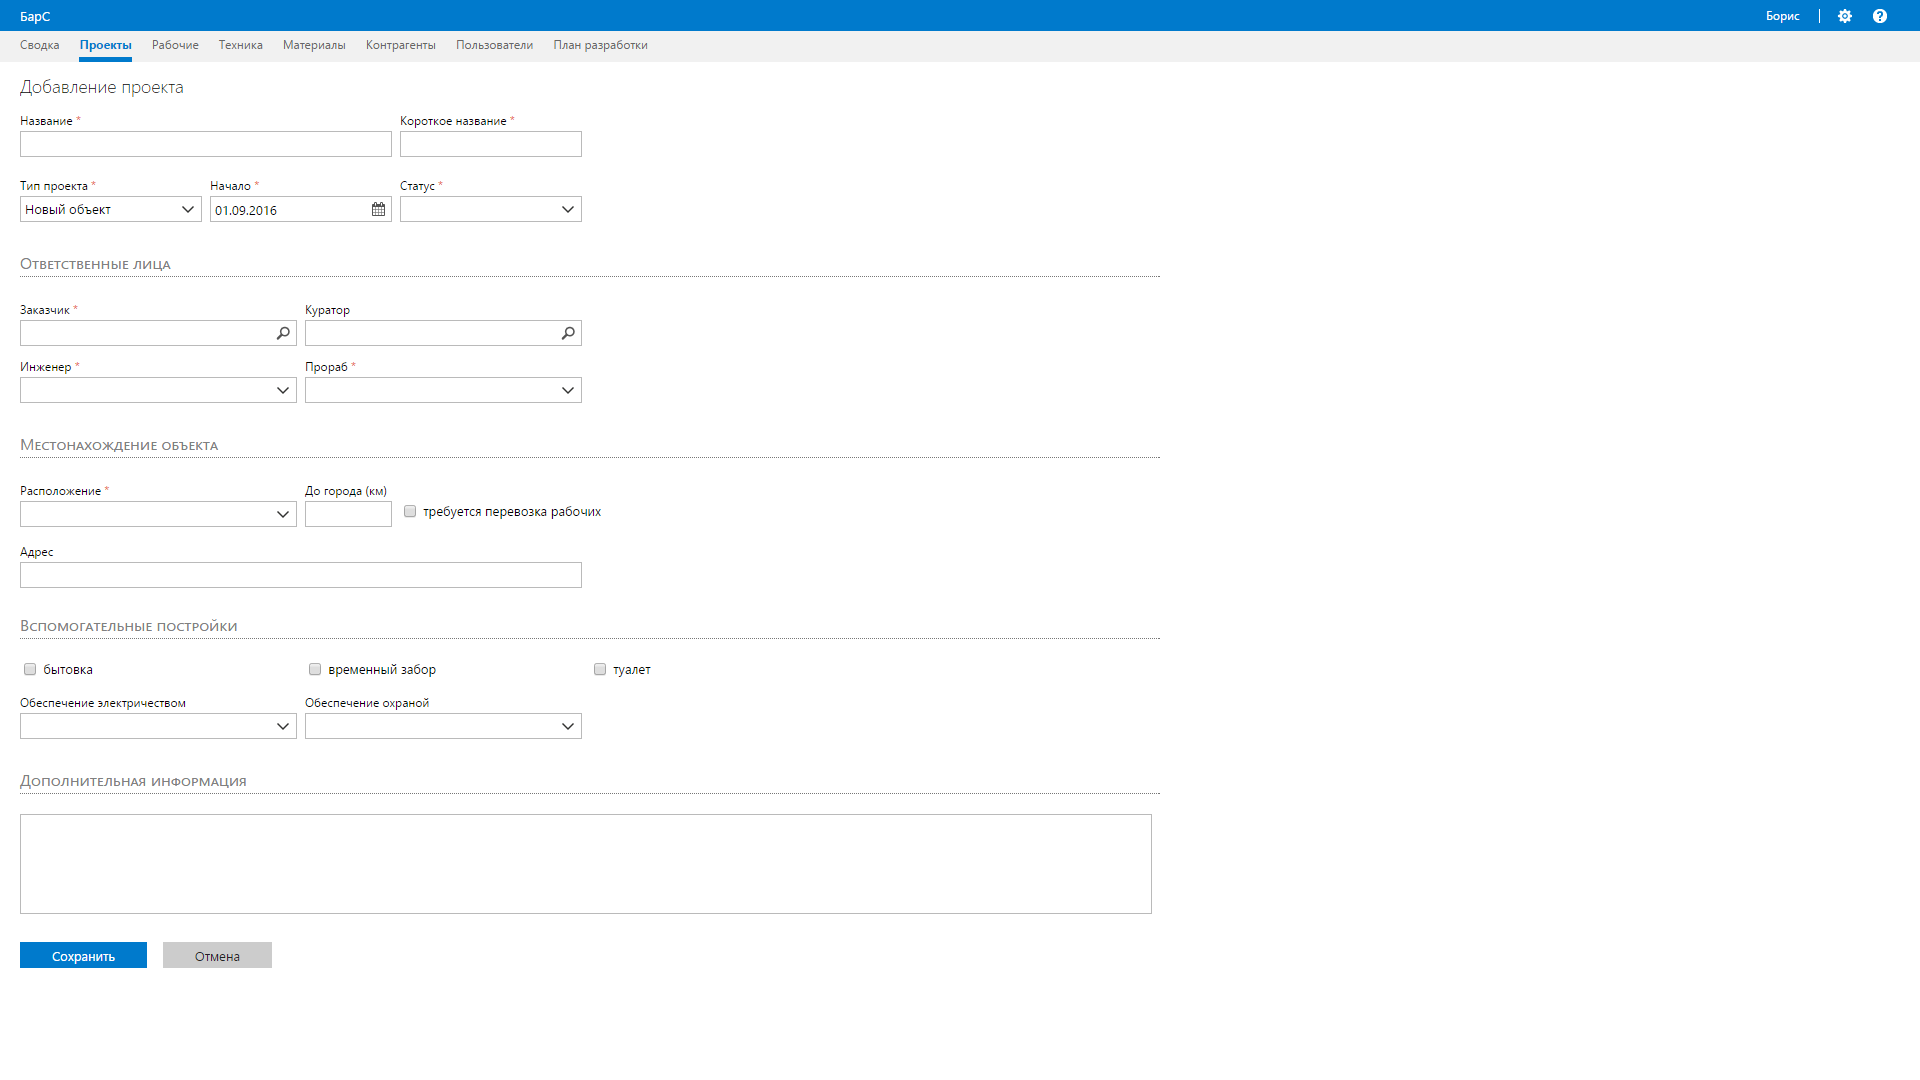 БарС Борис
Сводка Проекты Рабочие Техника Материалы Контрагенты Пользователи План разработки
Добавление проекта
Название * Короткое название *
Тип проекта * Начало * Статус *
Новый объект 01.09.2016
Ответственные лица
Заказчик * Куратор
Инженер * Прораб *
Местонахождение объекта
Расположение * До города (км)
требуется перевозка рабочих
Адрес
Вспомогательные постройки
бытовка временный забор туалет
Обеспечение электричеством Обеспечение охраной
Дополнительная информация
Сохранить Отмена